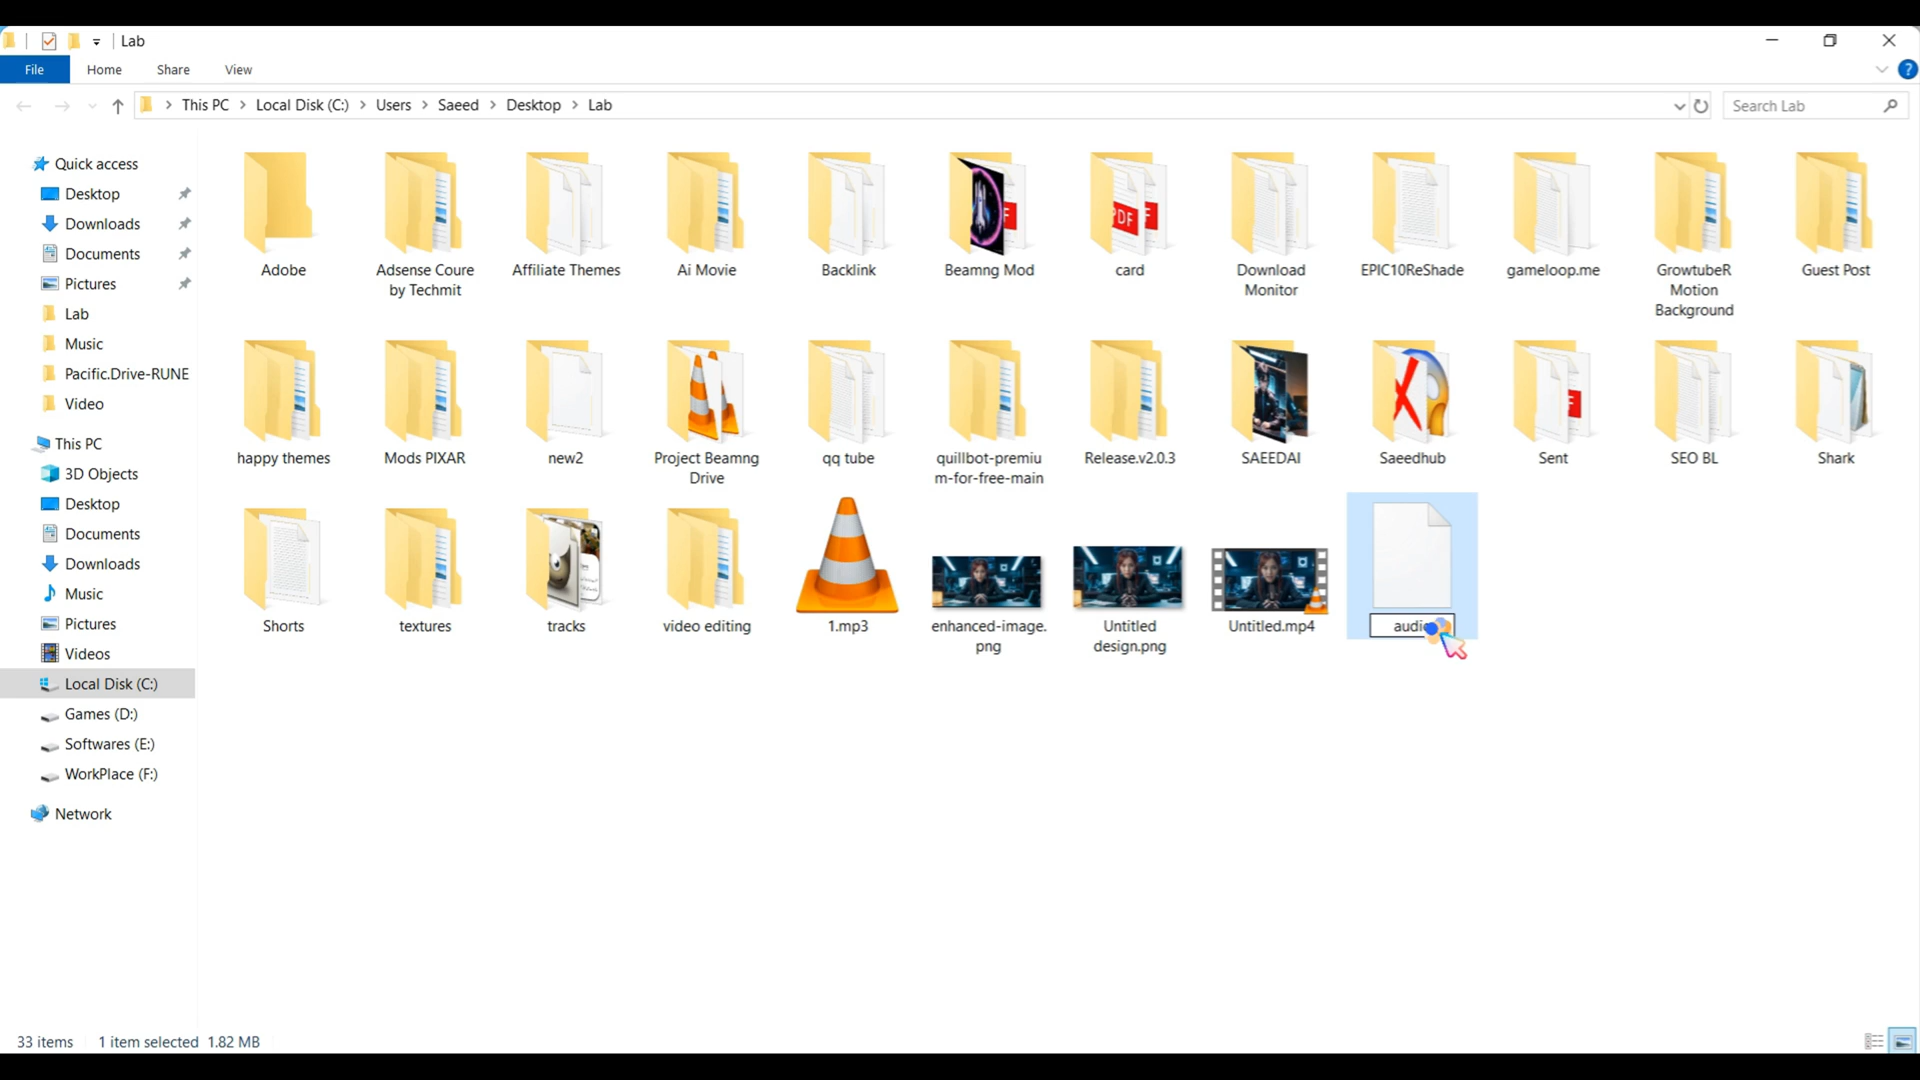 Lab
File Home Share View
This PC Local Disk (C:) Users Saeed Desktop Lab
Search Lab
Quick access
Desktop
Downloads
Documents
Pictures
Lab
Music
Pacific.Drive-RUNE
Video
This PC
3D Objects
Desktop
Documents
Downloads
Music
Pictures
Videos
Local Disk (C:)
Games (D:)
Softwares (E:)
WorkPlace (F:)
Network
Adobe
Adsense Coure
by Techmit
Affiliate Themes
Ai Movie
Backlink
Beamng Mod
card
Download
Monitor
EPIC10ReShade
gameloop.me
GrowtubeR
Motion
Background
Guest Post
happy themes
Mods PIXAR
new2
Project Beamng
Drive
qq tube
quillbot-premiu
m-for-free-main
Release.v2.0.3
SAEEDAI
Saeedhub
Sent
SEO BL
Shark
Shorts
textures
tracks
video editing
1.mp3
enhanced-image.
png
Untitled
design.png
Untitled.mp4
33 items 1 item selected 1.82 MB